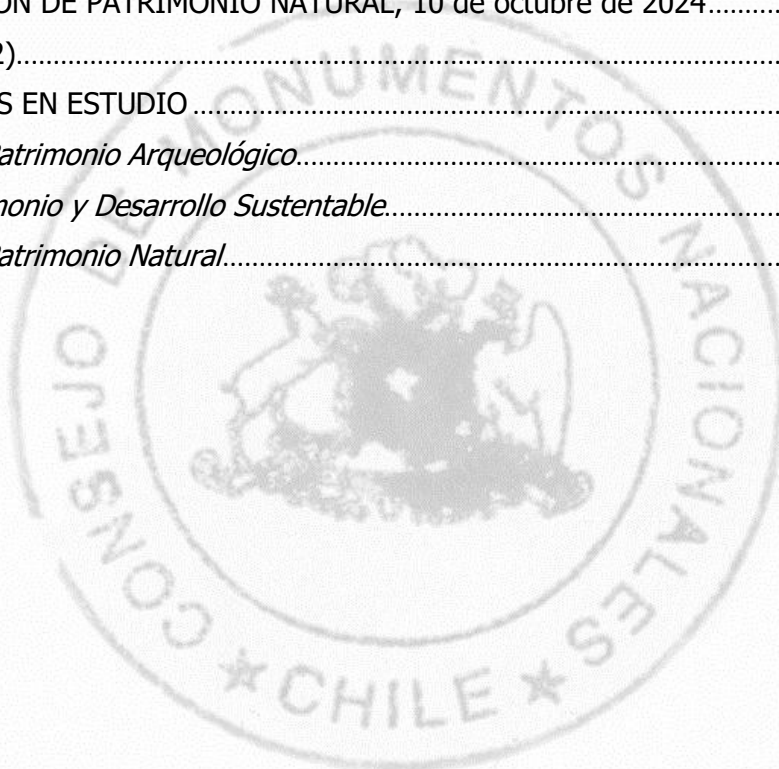 ÓN DE PATRIMONIO NATURAL, 10 de octubre de 2024..........
2)..........................................................................
S EN ESTUDIO..........................................................
Patrimonio Arqueológico.................................................
monio y Desarrollo Sustentable.......................................
Patrimonio Natural..........................................................
CONSEJO DE MONUMENTOS NACIONALES
* CHILE *